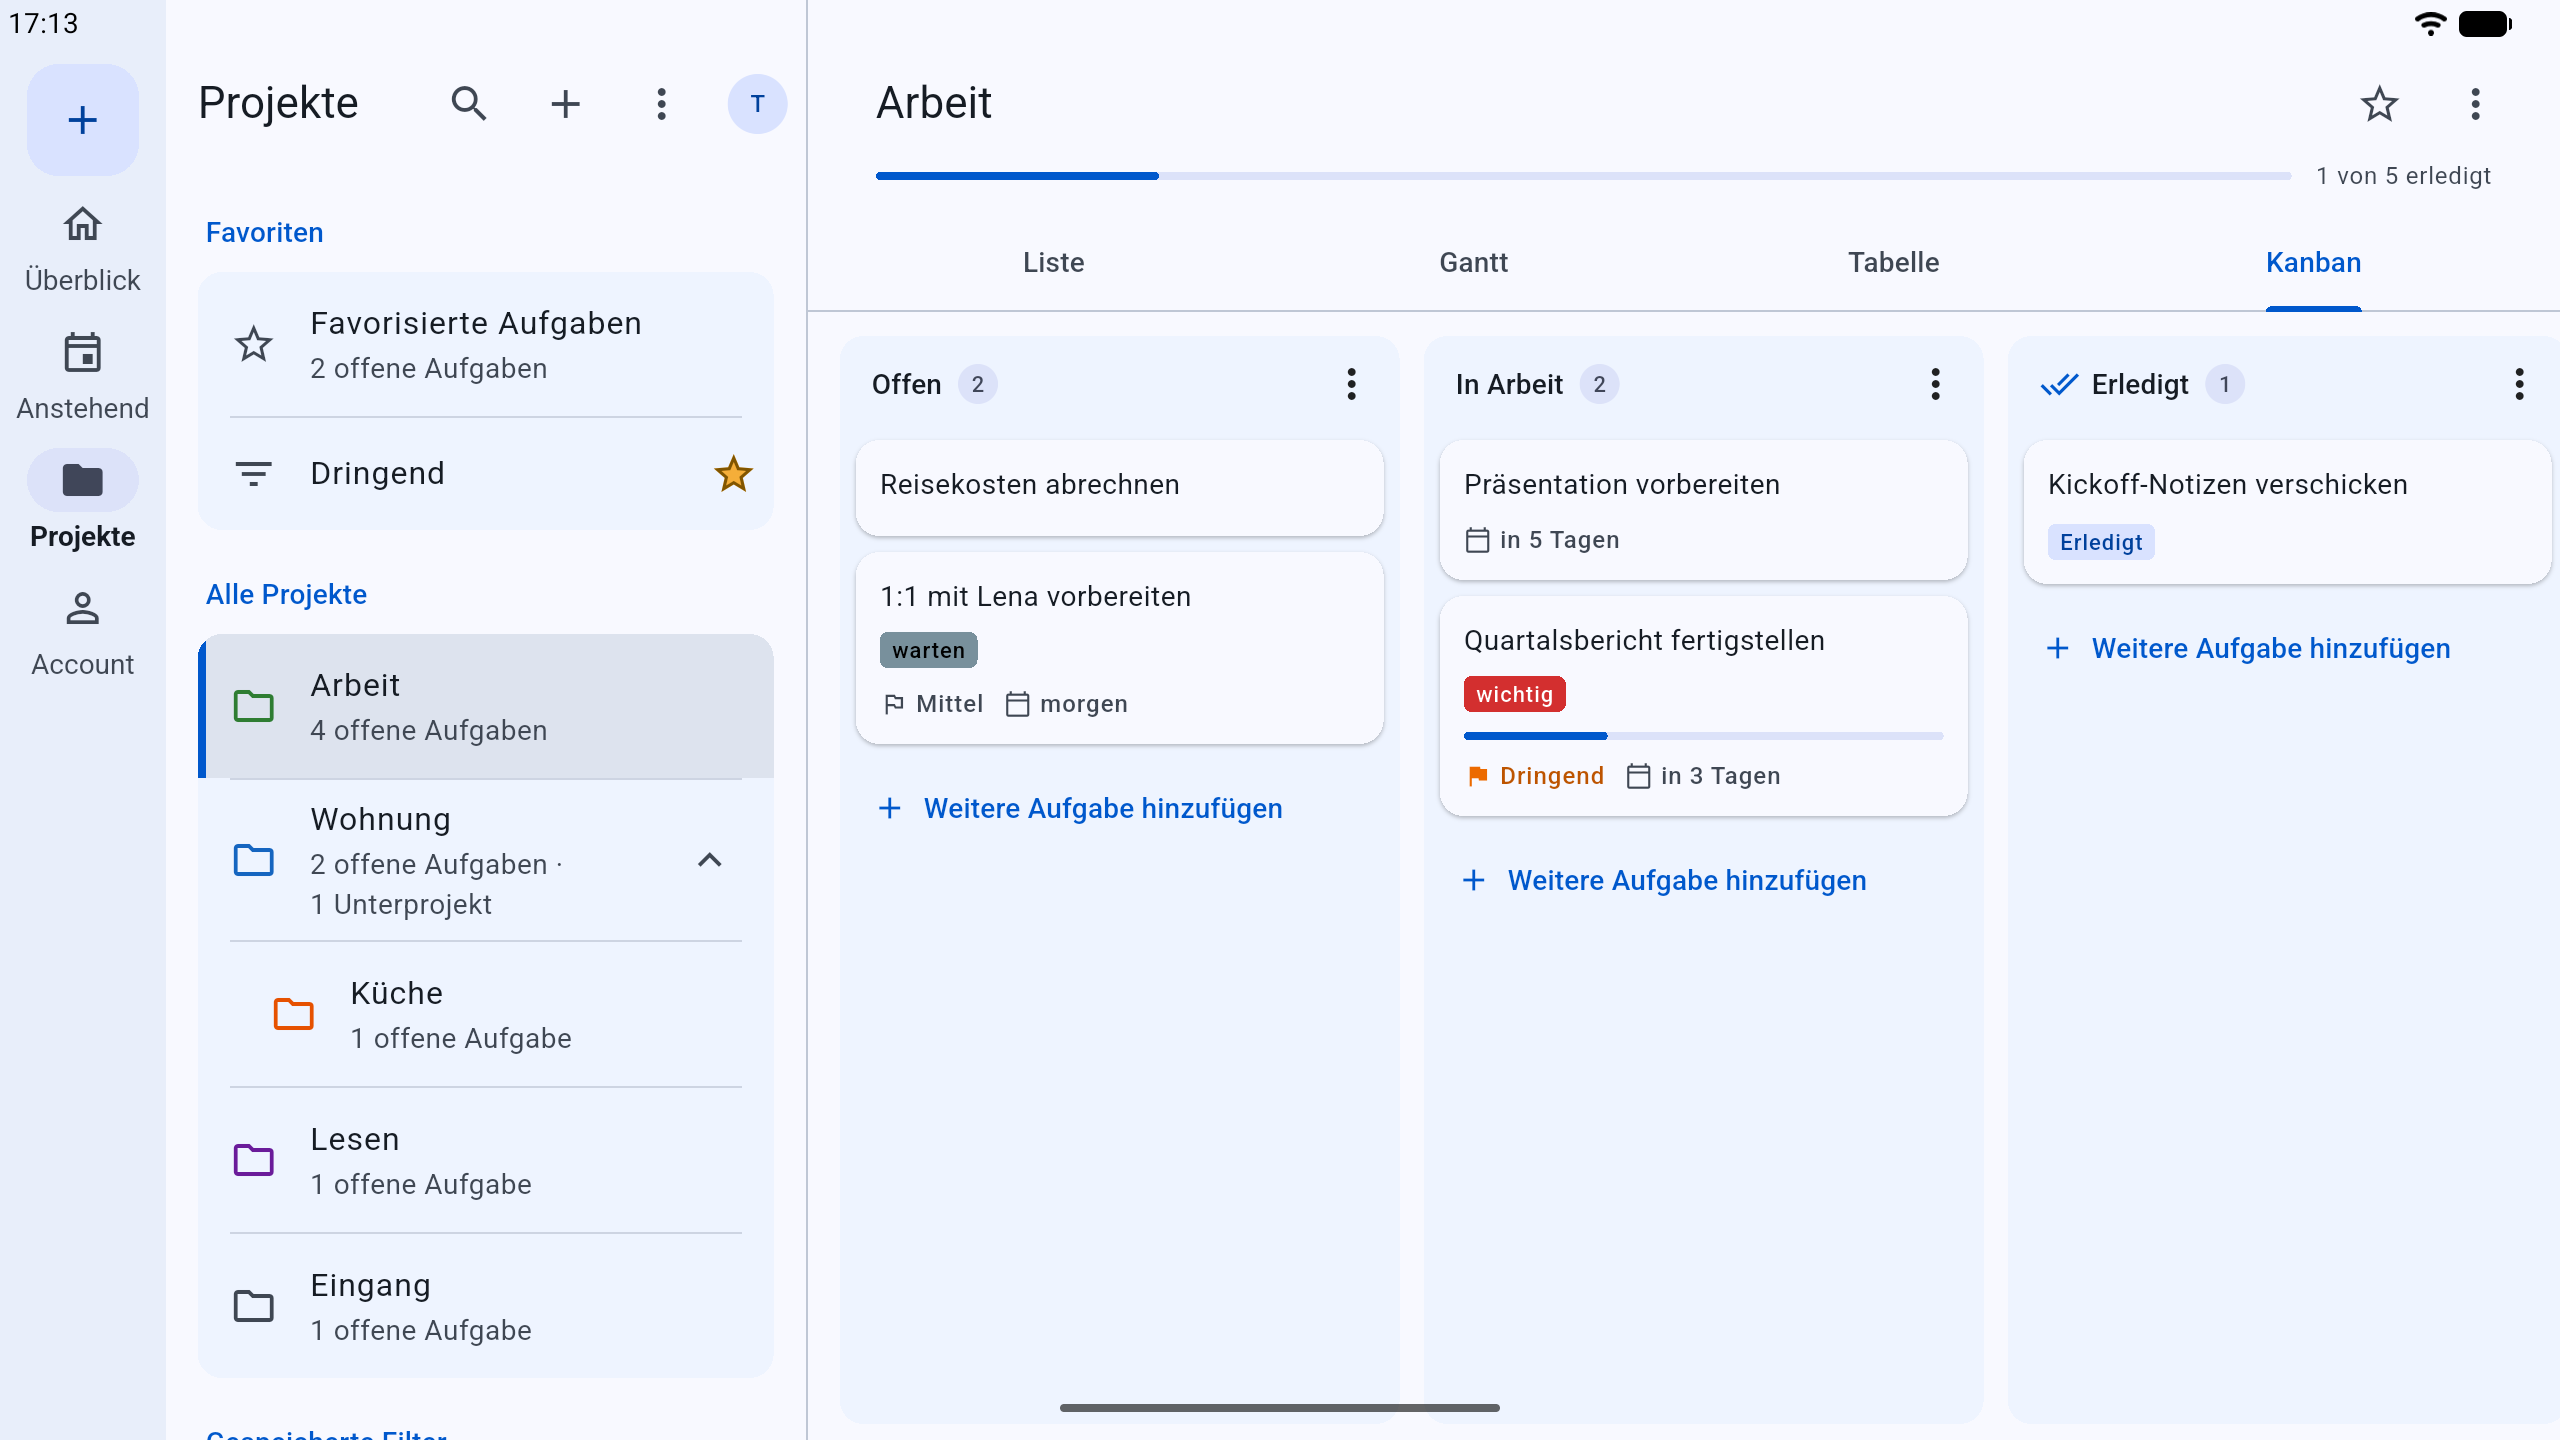 17:13
Überblick
Anstehend
Projekte
Account
Projekte
T
Favoriten
Favorisierte Aufgaben
2 offene Aufgaben
Dringend
Alle Projekte
Arbeit
4 offene Aufgaben
Wohnung
2 offene Aufgaben ·
1 Unterprojekt
Küche
1 offene Aufgabe
Lesen
1 offene Aufgabe
Eingang
1 offene Aufgabe
Gespeicherte Filter
Arbeit
1 von 5 erledigt
Liste
Gantt
Tabelle
Kanban
Offen 2
Reisekosten abrechnen
1:1 mit Lena vorbereiten
warten
Mittel morgen
Weitere Aufgabe hinzufügen
In Arbeit 2
Präsentation vorbereiten
in 5 Tagen
Quartalsbericht fertigstellen
wichtig
Dringend in 3 Tagen
Weitere Aufgabe hinzufügen
Erledigt 1
Kickoff-Notizen verschicken
Erledigt
Weitere Aufgabe hinzufügen